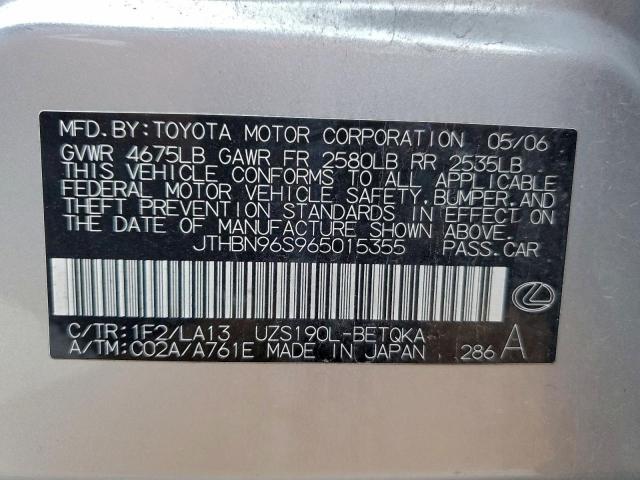 MFD.BY:TOYOTA MOTOR CORPORATION 05/06
GVWR 4675LB GAWR FR 2580LB RR 2535LB
THIS VEHICLE CONFORMS TO ALL APPLICABLE
FEDERAL MOTOR VEHICLE SAFETY,BUMPER,AND
THEFT PREVENTION STANDARDS IN EFFECT ON
THE DATE OF MANUFACTURE SHOWN ABOVE.
JTHBN96S965015355 PASS.CAR
C/TR:1F2/LA13 UZS190L-BETQKA
A/TM:C02A/A761E MADE IN JAPAN 286 A